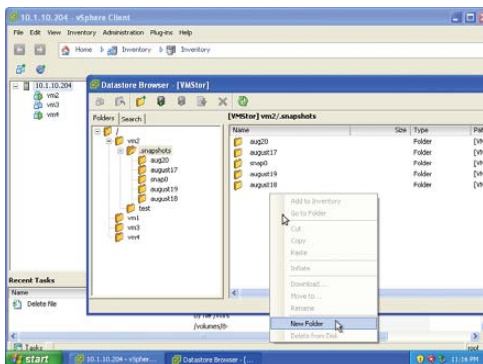 10.1.10.204 - vSphere Client
File Edit View Inventory Administration Plug-ins Help
Home Inventory Inventory
10.1.10.204
vm2
vm3
vm4
Datastore Browser - [VMStor]
Folders Search
[VMStor] vm2/.snapshots
/
vm2
.snapshots
aug20
august17
snap0
august19
august18
test
vm1
vm3
vm4
Name Size Type
aug20 Folder
august17 Folder
snap0 Folder
august19 Folder
august18 Folder
Add to Inventory
Go to Folder
Cut
Copy
Paste
Inflate
Download...
Move to...
Rename
New Folder
Delete from Disk
Recent Tasks
Name
Delete file
/volumes/
Tasks
root
start
10.1.10.204 - vSpher...
Datastore Browser - [...
11:16 PM